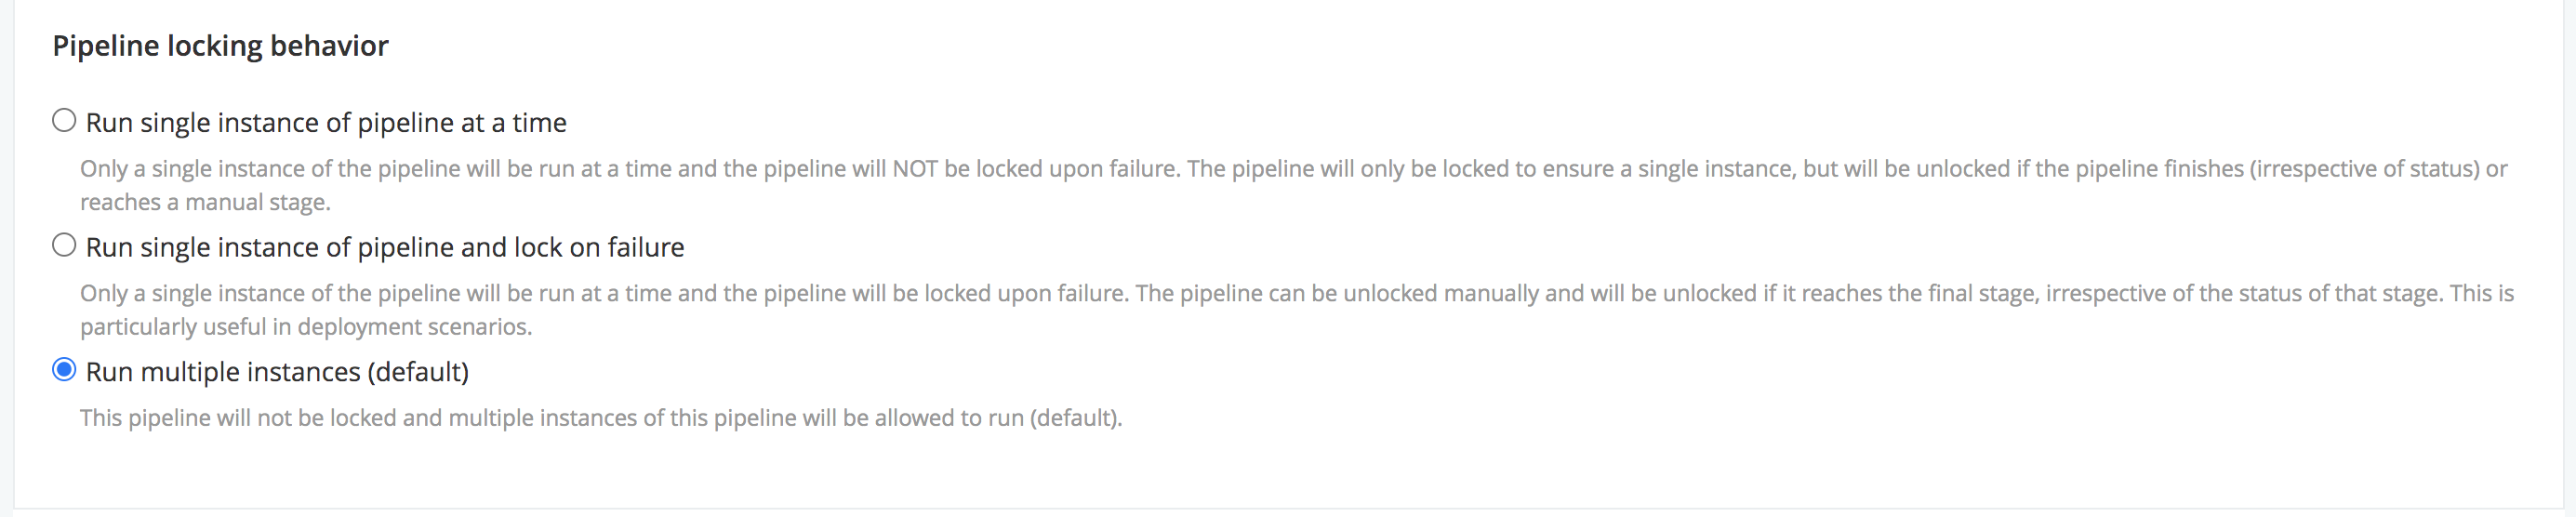 Pipeline locking behavior
Run single instance of pipeline at a time
Only a single instance of the pipeline will be run at a time and the pipeline will NOT be locked upon failure. The pipeline will only be locked to ensure a single instance, but will be unlocked if the pipeline finishes (irrespective of status) or
reaches a manual stage.
Run single instance of pipeline and lock on failure
Only a single instance of the pipeline will be run at a time and the pipeline will be locked upon failure. The pipeline can be unlocked manually and will be unlocked if it reaches the final stage, irrespective of the status of that stage. This is
particularly useful in deployment scenarios.
Run multiple instances (default)
This pipeline will not be locked and multiple instances of this pipeline will be allowed to run (default).